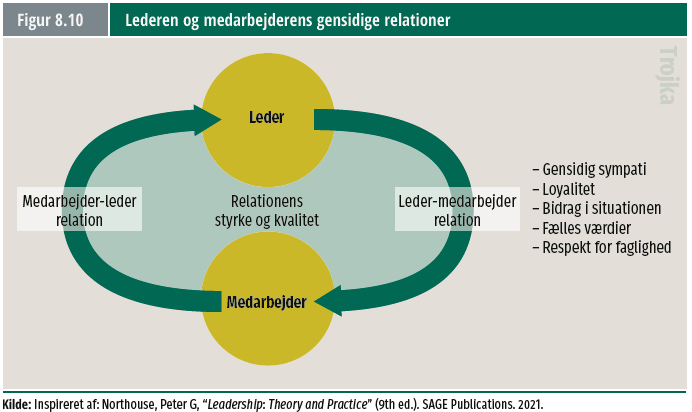 Figur 8.10
Lederen og medarbejderens gensidige relationer
Trojka
Leder
Medarbejder-leder
relation
Relationens
styrke og kvalitet
Leder-medarbejder
relation
– Gensidig sympati
– Loyalitet
– Bidrag i situationen
– Fælles værdier
– Respekt for faglighed
Medarbejder
Kilde: Inspireret af: Northouse, Peter G, “Leadership: Theory and Practice” (9th ed.). SAGE Publications. 2021.